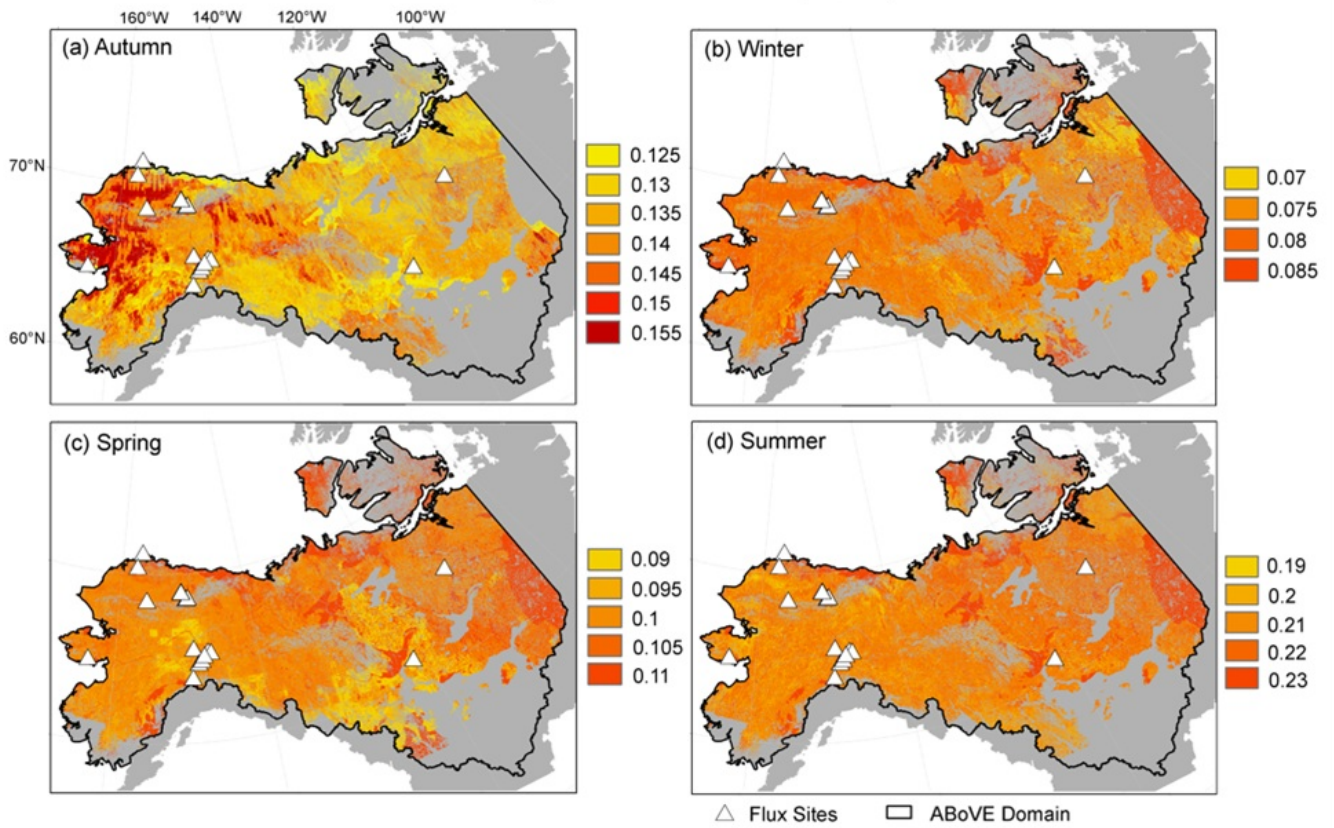 160°W 140°W 120°W 100°W
(a) Autumn
70°N
60°N
0.125
0.13
0.135
0.14
0.145
0.15
0.155
(b) Winter
0.07
0.075
0.08
0.085
(c) Spring
0.09
0.095
0.1
0.105
0.11
(d) Summer
0.19
0.2
0.21
0.22
0.23
Flux Sites ABoVE Domain